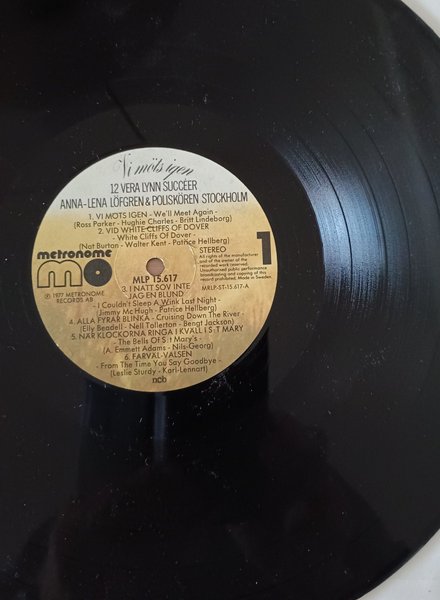 Vi möts igen
12 VERA LYNN SUCCÉER
ANNA-LENA LÖFGREN & POLISKÖREN STOCKHOLM
1. VI MÖTS IGEN - We'll Meet Again -
(Ross Parker - Hughie Charles - Britt Lindeborg)
2. VID WHITE CLIFFS OF DOVER
- White Cliffs Of Dover -
(Nat Burton - Walter Kent - Patrice Hellberg)
metronome
mo
℗ 1977 METRONOME
RECORDS AB
MLP 15.617
STEREO
All rights of the manufacturer
and of the owner of the
recorded work reserved.
Unauthorised public performance
broadcasting and copying of this
record prohibited. Made in Sweden.
1
MRLP-ST-15.617-A
3. I NATT SOV INTE
JAG EN BLUND
- I Couldn't Sleep A Wink Last Night -
(Jimmy Mc Hugh - Patrice Hellberg)
4. ALLA FYRAR BLINKA - Cruising Down The River -
(Elly Beadell - Nell Tollerton - Bengt Jackson)
5. NÄR KLOCKORNA RINGA I KVÄLL I S:T MARY
- The Bells Of S:t Mary's -
(A. Emmett Adams - Nils-Georg)
6. FARVÄL-VALSEN
- From The Time You Say Goodbye -
(Leslie Sturdy - Karl-Lennart)
ncb